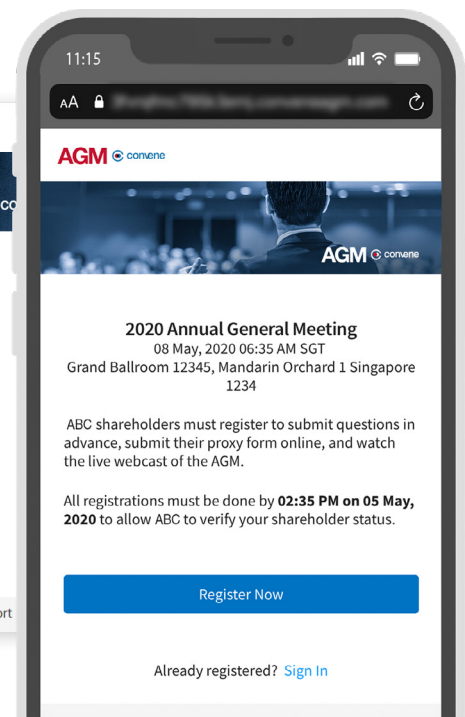 11:15
AA
AGM convene
AGM convene
2020 Annual General Meeting
08 May, 2020 06:35 AM SGT
Grand Ballroom 12345, Mandarin Orchard 1 Singapore
1234
ABC shareholders must register to submit questions in
advance, submit their proxy form online, and watch
the live webcast of the AGM.
All registrations must be done by 02:35 PM on 05 May,
2020 to allow ABC to verify your shareholder status.
Register Now
Already registered? Sign In